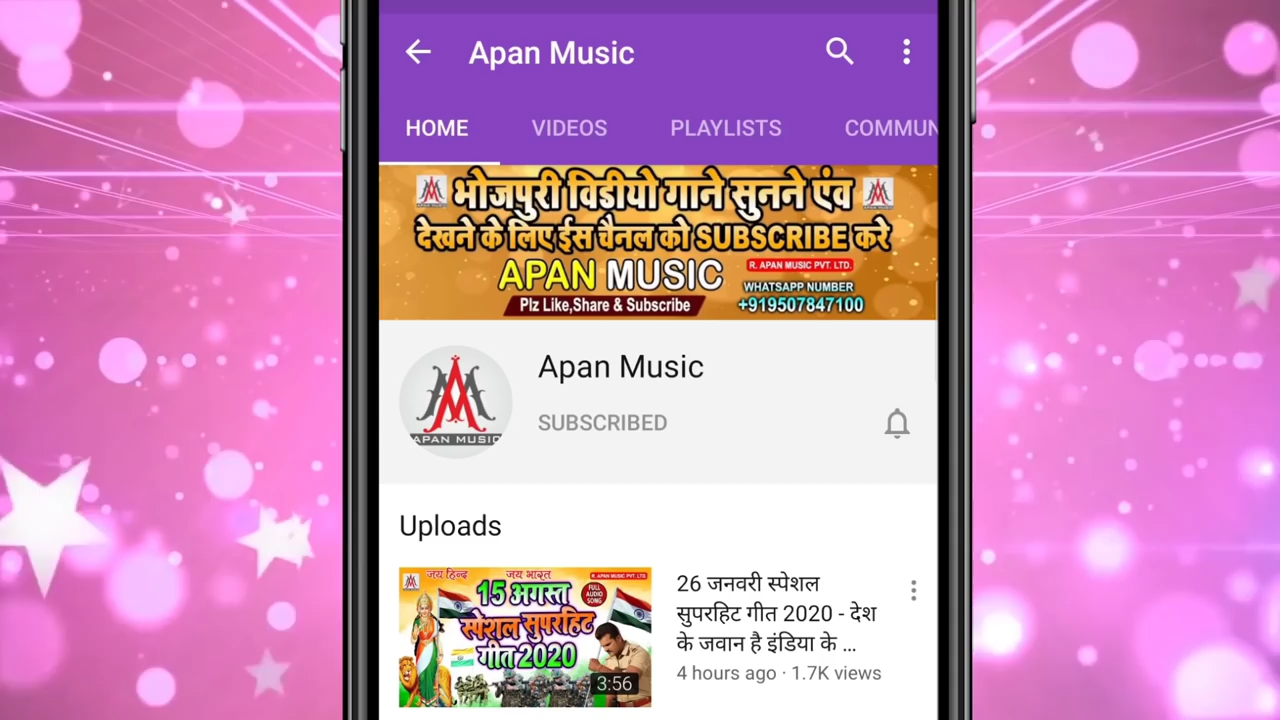 Apan Music
HOME VIDEOS PLAYLISTS COMMUN
भोजपुरी विडीयो गाने सुनने एंव
देखने के लिए ईस चैनल को SUBSCRIBE करे
APAN MUSIC
R. APAN MUSIC PVT. LTD.
WHATSAPP NUMBER
Plz Like,Share & Subscribe
+919507847100
Apan Music
SUBSCRIBED
APAN MUSIC
Uploads
जय हिन्द जय भारत
R. APAN MUSIC PVT. LTD
15 अगस्त
FULL
AUDIO
SONG
स्पेशल सुपरहिट
गीत 2020
3:56
26 जनवरी स्पेशल
सुपरहिट गीत 2020 - देश
के जवान है इंडिया के ...
4 hours ago · 1.7K views